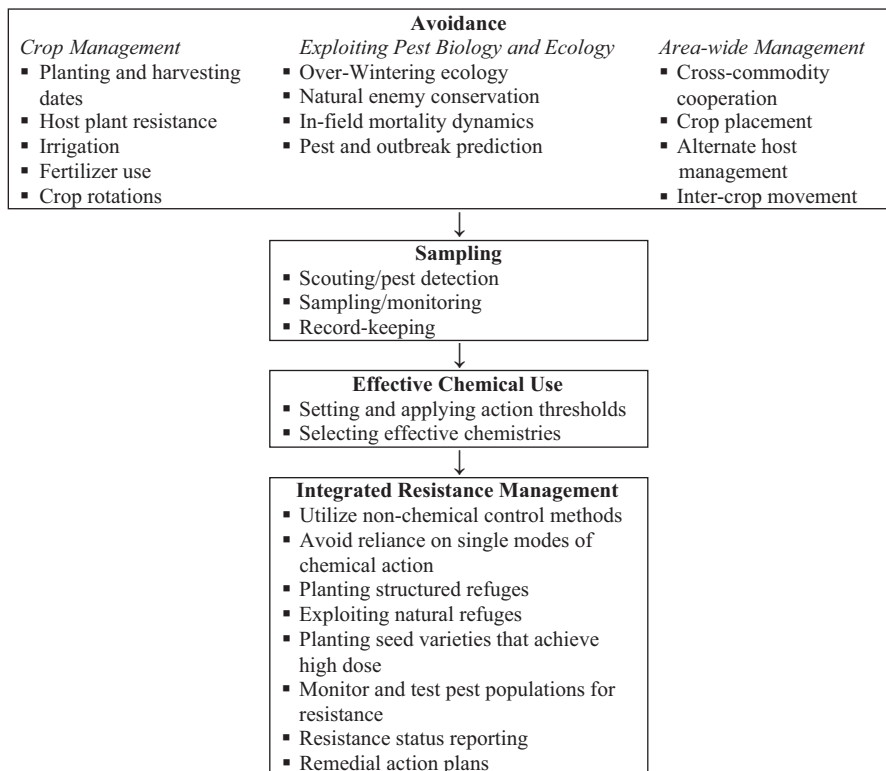 Avoidance
Crop Management
▪ Planting and harvesting
dates
▪ Host plant resistance
▪ Irrigation
▪ Fertilizer use
▪ Crop rotations
Exploiting Pest Biology and Ecology
▪ Over-Wintering ecology
▪ Natural enemy conservation
▪ In-field mortality dynamics
▪ Pest and outbreak prediction
Area-wide Management
▪ Cross-commodity
cooperation
▪ Crop placement
▪ Alternate host
management
▪ Inter-crop movement
Sampling
▪ Scouting/pest detection
▪ Sampling/monitoring
▪ Record-keeping
Effective Chemical Use
▪ Setting and applying action thresholds
▪ Selecting effective chemistries
Integrated Resistance Management
▪ Utilize non-chemical control methods
▪ Avoid reliance on single modes of
chemical action
▪ Planting structured refuges
▪ Exploiting natural refuges
▪ Planting seed varieties that achieve
high dose
▪ Monitor and test pest populations for
resistance
▪ Resistance status reporting
▪ Remedial action plans